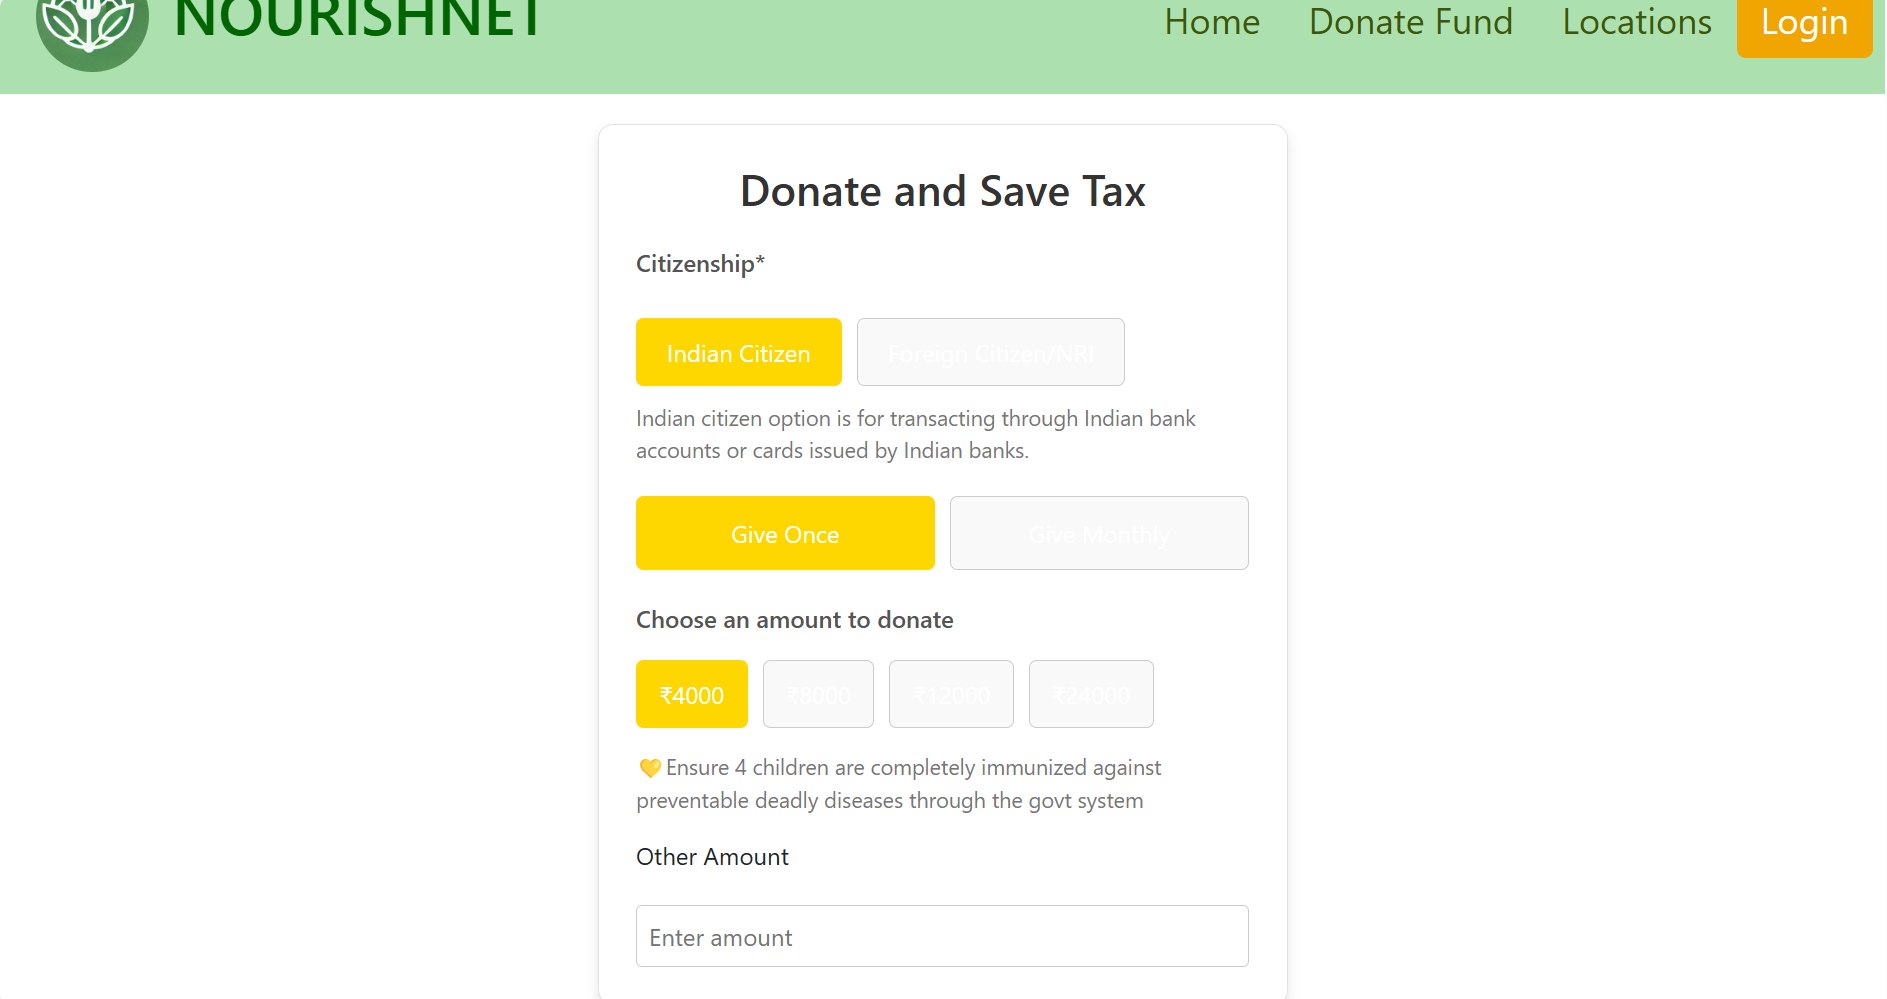 NOURISHNET
Home Donate Fund Locations Login
Donate and Save Tax
Citizenship*
Indian Citizen Foreign Citizen/NRI
Indian citizen option is for transacting through Indian bank
accounts or cards issued by Indian banks.
Give Once Give Monthly
Choose an amount to donate
₹4000 ₹8000 ₹12000 ₹24000
💛Ensure 4 children are completely immunized against
preventable deadly diseases through the govt system
Other Amount
Enter amount